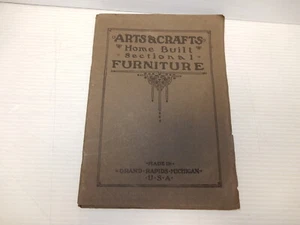 ARTS & CRAFTS
Home Built
Sectional
FURNITURE
MADE IN
GRAND RAPIDS MICHIGAN
U·S·A